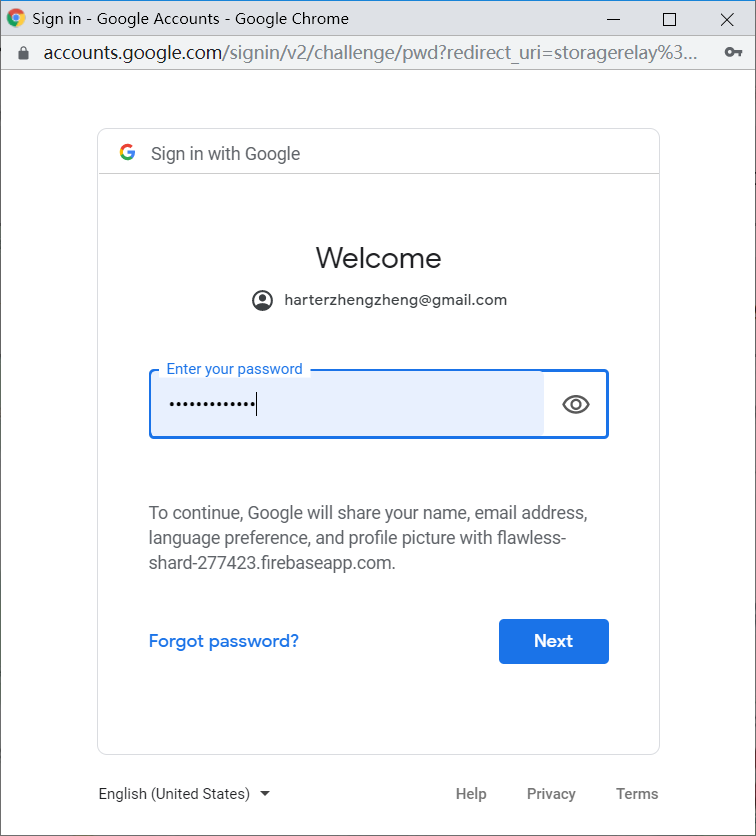 Sign in - Google Accounts - Google Chrome
accounts.google.com/signin/v2/challenge/pwd?redirect_uri=storagerelay%3...
Sign in with Google
Welcome
harterzhengzheng@gmail.com
Enter your password
•••••••••••••
To continue, Google will share your name, email address,
language preference, and profile picture with flawless-
shard-277423.firebaseapp.com.
Forgot password?
Next
English (United States)
Help Privacy Terms